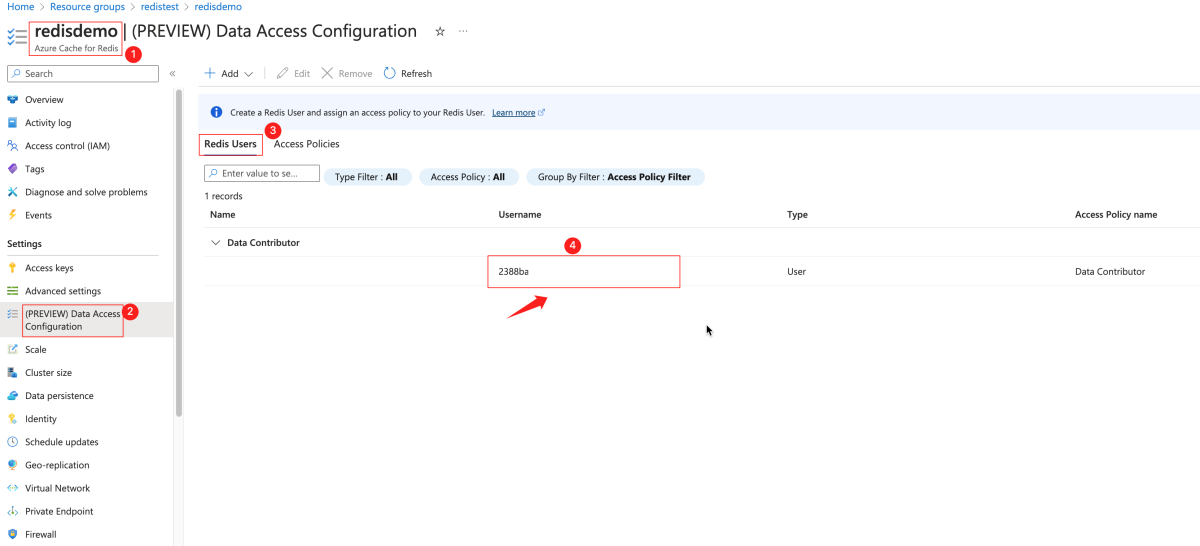 Home > Resource groups > redistest > redisdemo
redisdemo | (PREVIEW) Data Access Configuration ☆ ...
Azure Cache for Redis
1
Search «
Overview
Activity log
Access control (IAM)
Tags
Diagnose and solve problems
Events
Settings
Access keys
Advanced settings
(PREVIEW) Data Access
Configuration
2
Scale
Cluster size
Data persistence
Identity
Schedule updates
Geo-replication
Virtual Network
Private Endpoint
Firewall
+ Add Edit Remove Refresh
Create a Redis User and assign an access policy to your Redis User. Learn more
3
Redis Users Access Policies
Enter value to se... Type Filter : All Access Policy : All Group By Filter : Access Policy Filter
1 records
Name Username Type Access Policy name
Data Contributor
4
2388ba User Data Contributor